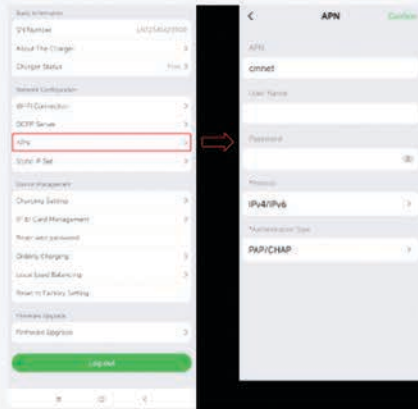 Basic Information
SN Number
About The Charger
Charger Status
Free
Network Configuration
Wi-Fi Connection
OCPP Server
APN
Static IP Set
Device Management
Charging Setting
Card Management
Reset web password
Orderly Charging
Local Load Balancing
Reset to Factory Setting
Firmware Upgrade
Firmware Upgrade
Log out
APN
Confirm
APN
cmnet
User Name
Password
*Protocol
IPv4/IPv6
*Authentication Type
PAP/CHAP